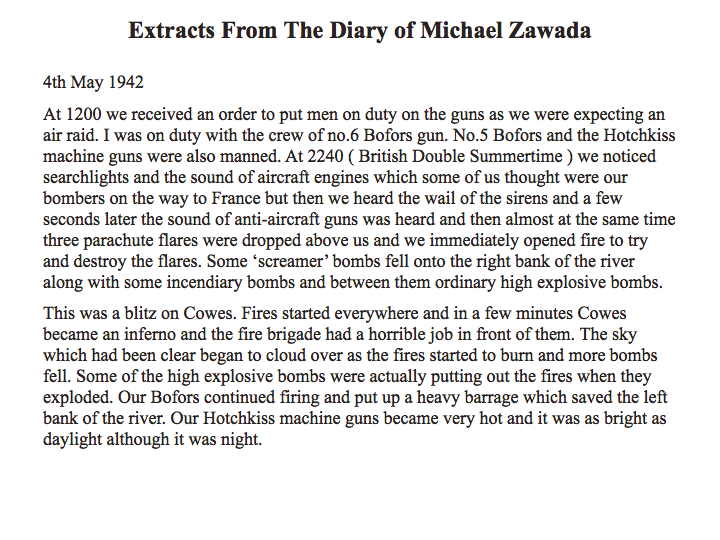 Extracts From The Diary of Michael Zawada
4th May 1942
At 1200 we received an order to put men on duty on the guns as we were expecting an
air raid. I was on duty with the crew of no.6 Bofors gun. No.5 Bofors and the Hotchkiss
machine guns were also manned. At 2240 ( British Double Summertime ) we noticed
searchlights and the sound of aircraft engines which some of us thought were our
bombers on the way to France but then we heard the wail of the sirens and a few
seconds later the sound of anti-aircraft guns was heard and then almost at the same time
three parachute flares were dropped above us and we immediately opened fire to try
and destroy the flares. Some ‘screamer’ bombs fell onto the right bank of the river
along with some incendiary bombs and between them ordinary high explosive bombs.
This was a blitz on Cowes. Fires started everywhere and in a few minutes Cowes
became an inferno and the fire brigade had a horrible job in front of them. The sky
which had been clear began to cloud over as the fires started to burn and more bombs
fell. Some of the high explosive bombs were actually putting out the fires when they
exploded. Our Bofors continued firing and put up a heavy barrage which saved the left
bank of the river. Our Hotchkiss machine guns became very hot and it was as bright as
daylight although it was night.